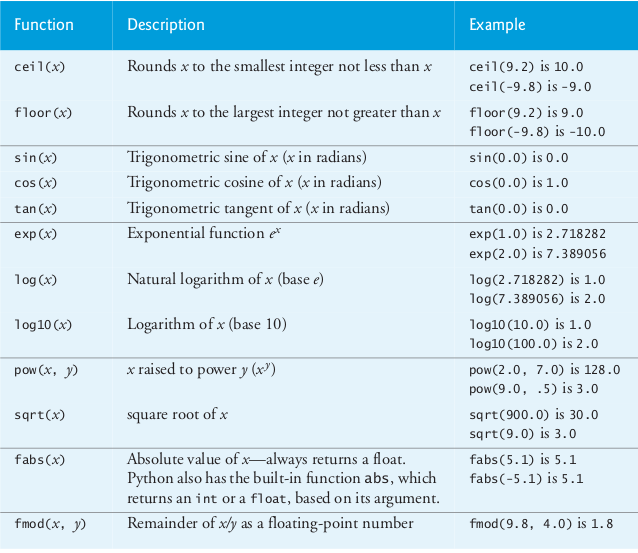 Function Description Example
ceil(x) Rounds x to the smallest integer not less than x ceil(9.2) is 10.0
ceil(-9.8) is -9.0
floor(x) Rounds x to the largest integer not greater than x floor(9.2) is 9.0
floor(-9.8) is -10.0
sin(x) Trigonometric sine of x (x in radians) sin(0.0) is 0.0
cos(x) Trigonometric cosine of x (x in radians) cos(0.0) is 1.0
tan(x) Trigonometric tangent of x (x in radians) tan(0.0) is 0.0
exp(x) Exponential function eˣ exp(1.0) is 2.718282
exp(2.0) is 7.389056
log(x) Natural logarithm of x (base e) log(2.718282) is 1.0
log(7.389056) is 2.0
log10(x) Logarithm of x (base 10) log10(10.0) is 1.0
log10(100.0) is 2.0
pow(x, y) x raised to power y (xʸ) pow(2.0, 7.0) is 128.0
pow(9.0, .5) is 3.0
sqrt(x) square root of x sqrt(900.0) is 30.0
sqrt(9.0) is 3.0
fabs(x) Absolute value of x—always returns a float. fabs(5.1) is 5.1
Python also has the built-in function abs, which fabs(-5.1) is 5.1
returns an int or a float, based on its argument.
fmod(x, y) Remainder of x/y as a floating-point number fmod(9.8, 4.0) is 1.8